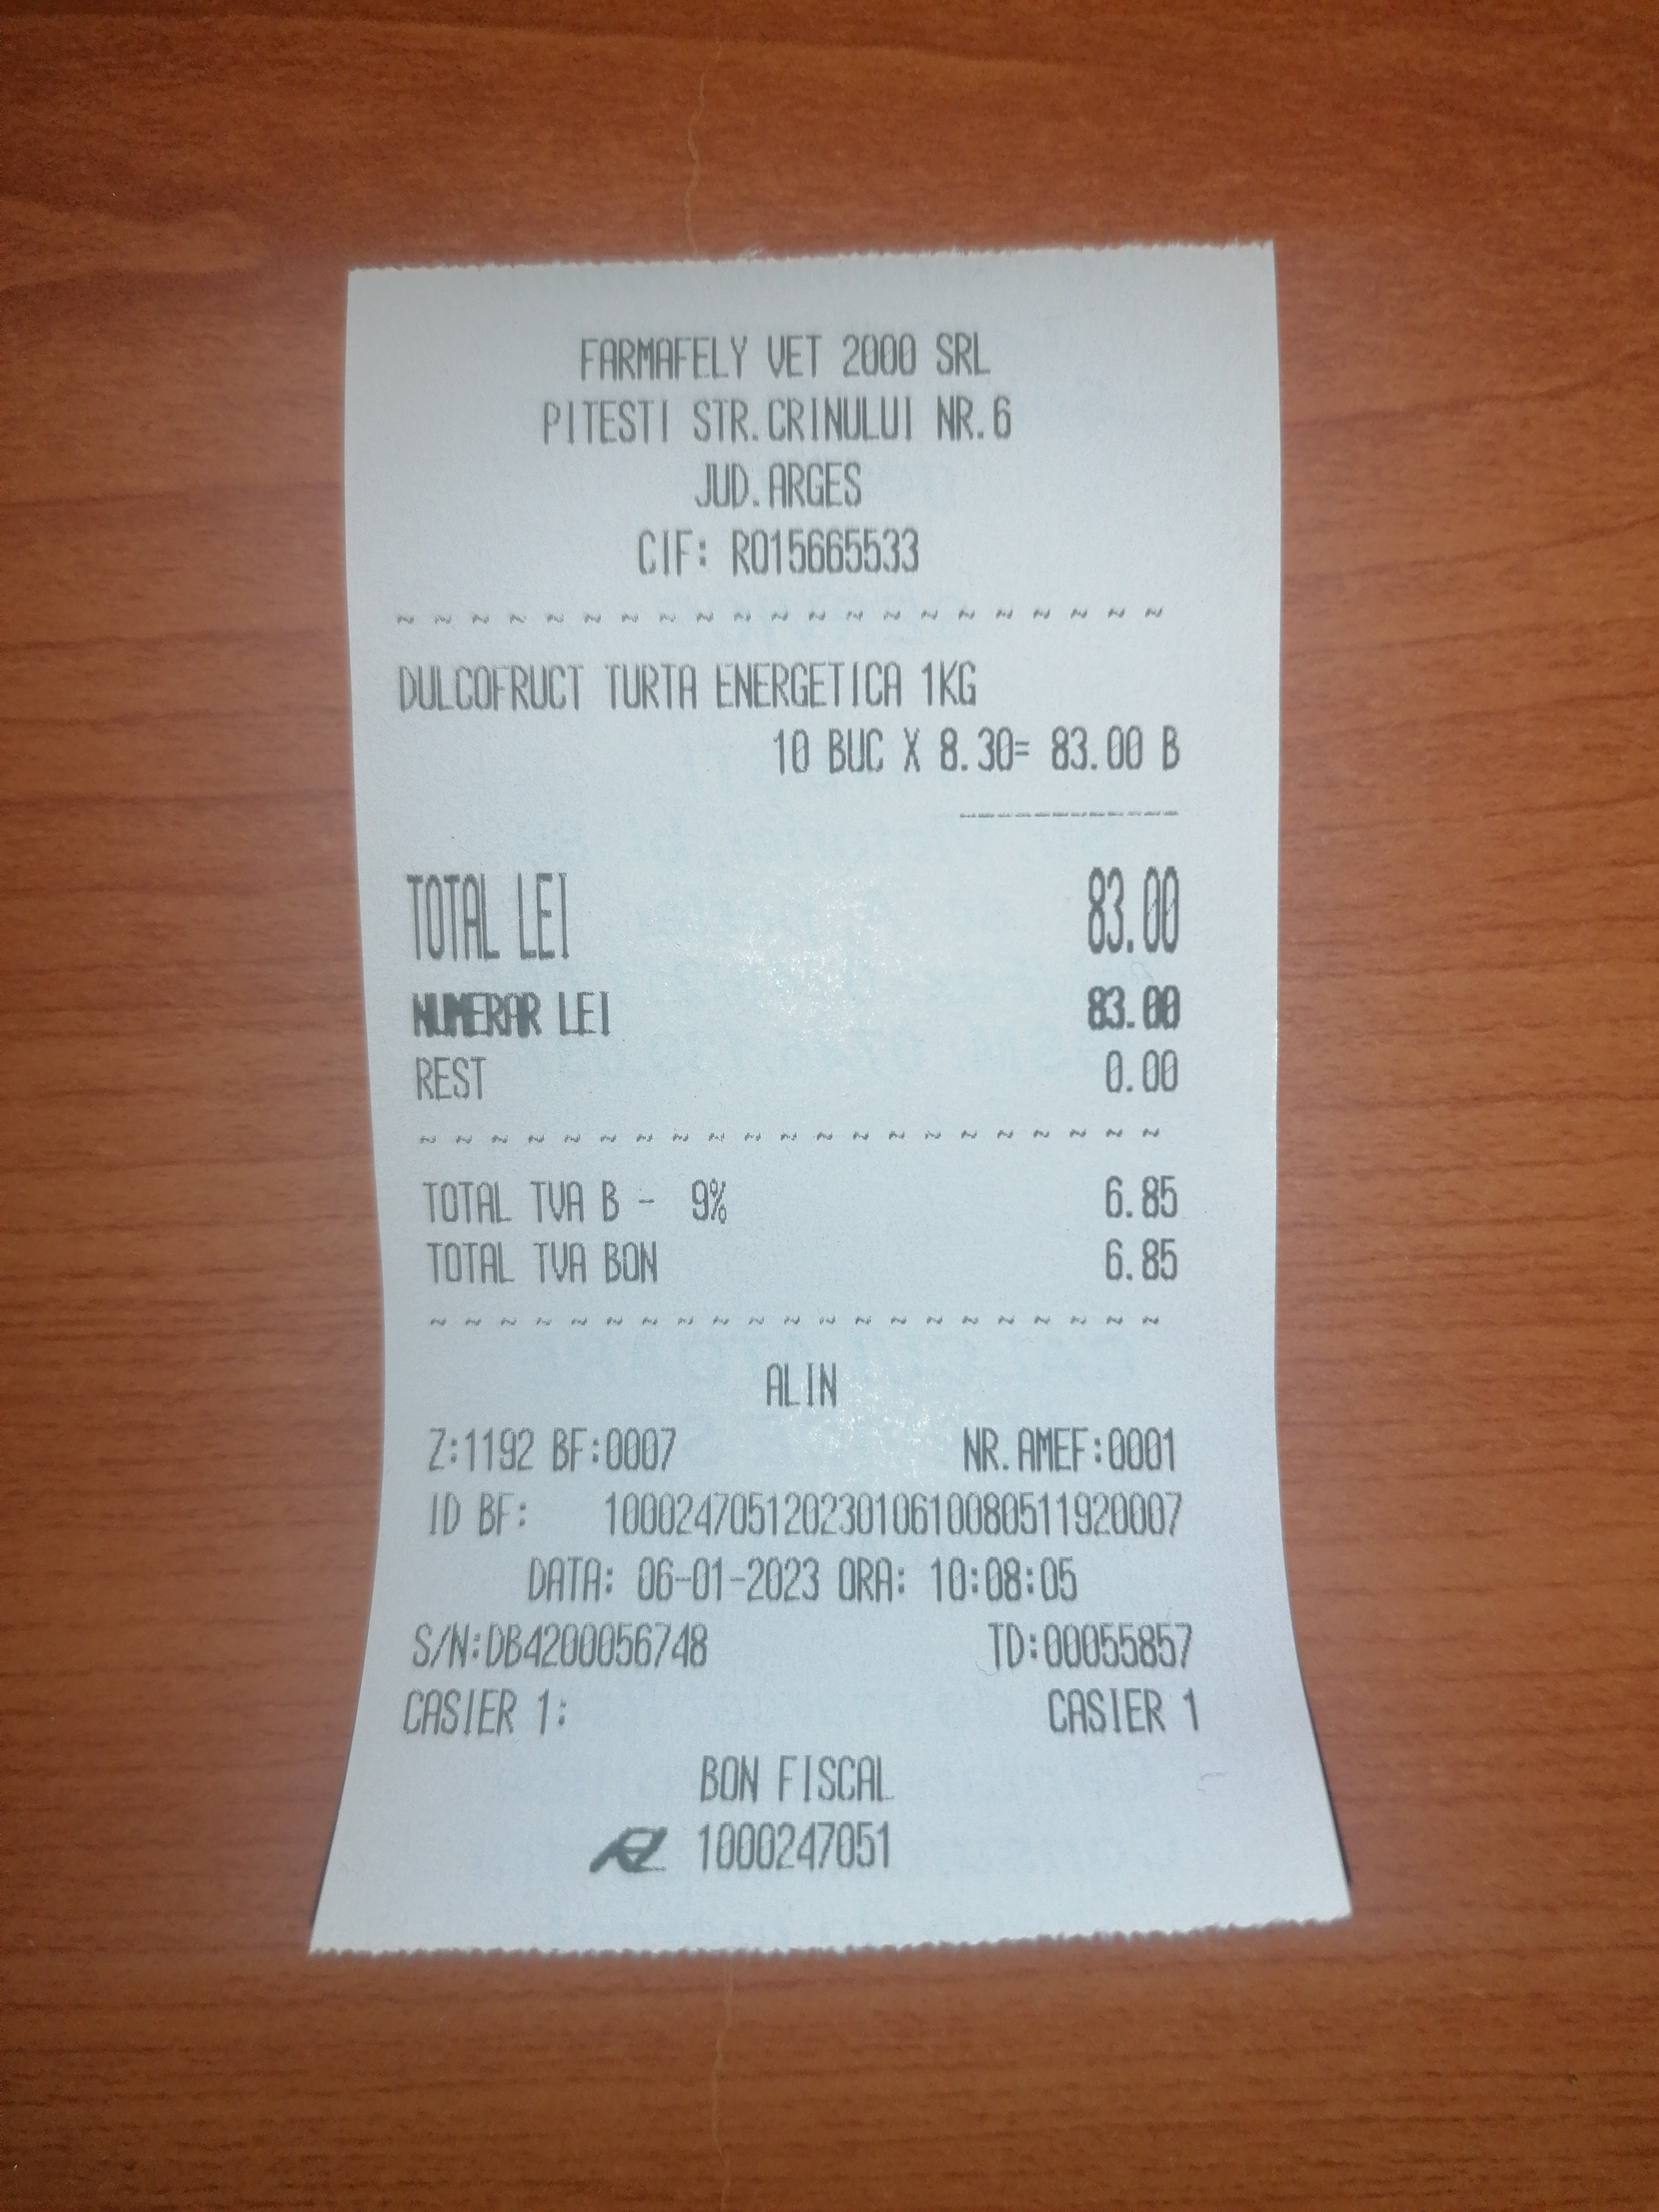 FARMAFELY VET 2000 SRL
PITESTI STR.CRINULUI NR.6
JUD.ARGES
CIF: RO15665533
~ ~ ~ ~ ~ ~ ~ ~ ~ ~ ~ ~ ~ ~ ~ ~ ~ ~ ~ ~ ~
DULCOFRUCT TURTA ENERGETICA 1KG
10 BUC X 8.30= 83.00 B
------------
TOTAL LEI 83.00
NUMERAR LEI 83.00
REST 0.00
~ ~ ~ ~ ~ ~ ~ ~ ~ ~ ~ ~ ~ ~ ~ ~ ~ ~ ~ ~ ~
TOTAL TVA B - 9% 6.85
TOTAL TVA BON 6.85
~ ~ ~ ~ ~ ~ ~ ~ ~ ~ ~ ~ ~ ~ ~ ~ ~ ~ ~ ~ ~
ALIN
Z:1192 BF:0007 NR.AMEF:0001
ID BF: 10002470512023010610080511920007
DATA: 06-01-2023 ORA: 10:08:05
S/N:DB4200056748 TD:00055857
CASIER 1: CASIER 1
BON FISCAL
1000247051